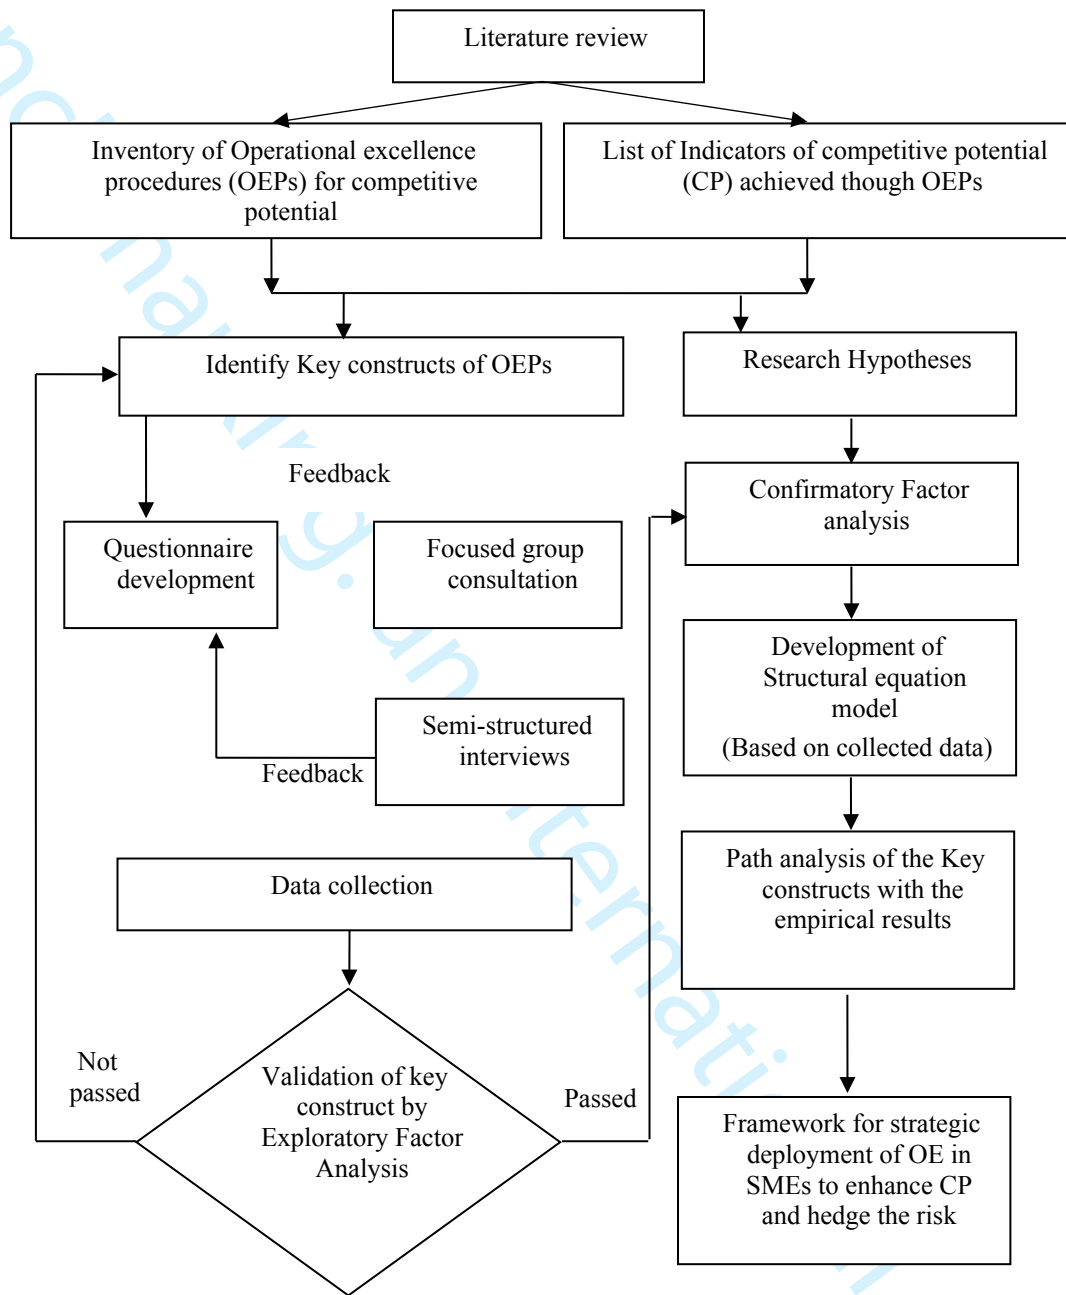 Literature review
Inventory of Operational excellence
procedures (OEPs) for competitive
potential
List of Indicators of competitive potential
(CP) achieved though OEPs
Identify Key constructs of OEPs
Research Hypotheses
Feedback
Confirmatory Factor
analysis
Questionnaire
development
Focused group
consultation
Development of
Structural equation
model
(Based on collected data)
Semi-structured
interviews
Feedback
Path analysis of the Key
constructs with the
empirical results
Data collection
Not
passed
Validation of key
construct by
Exploratory Factor
Analysis
Passed
Framework for strategic
deployment of OE in
SMEs to enhance CP
and hedge the risk